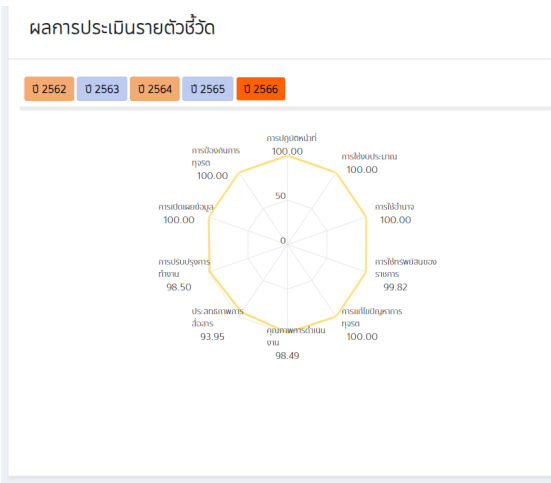 ผลการประเมินรายตัวชี้วัด
ปี 2562 ปี 2563 ปี 2564 ปี 2565 ปี 2566
การปฏิบัติหน้าที่
100.00
การใช้งบประมาณ
100.00
การใช้อำนาจ
100.00
การใช้ทรัพย์สินของ
ราชการ
99.82
การแก้ไขปัญหาการ
ทุจริต
100.00
คุณภาพการดำเนิน
งาน
98.49
ประสิทธิภาพการ
สื่อสาร
93.95
การปรับปรุงการ
ทำงาน
98.50
การเปิดเผยข้อมูล
100.00
การป้องกันการ
ทุจริต
100.00
50
0